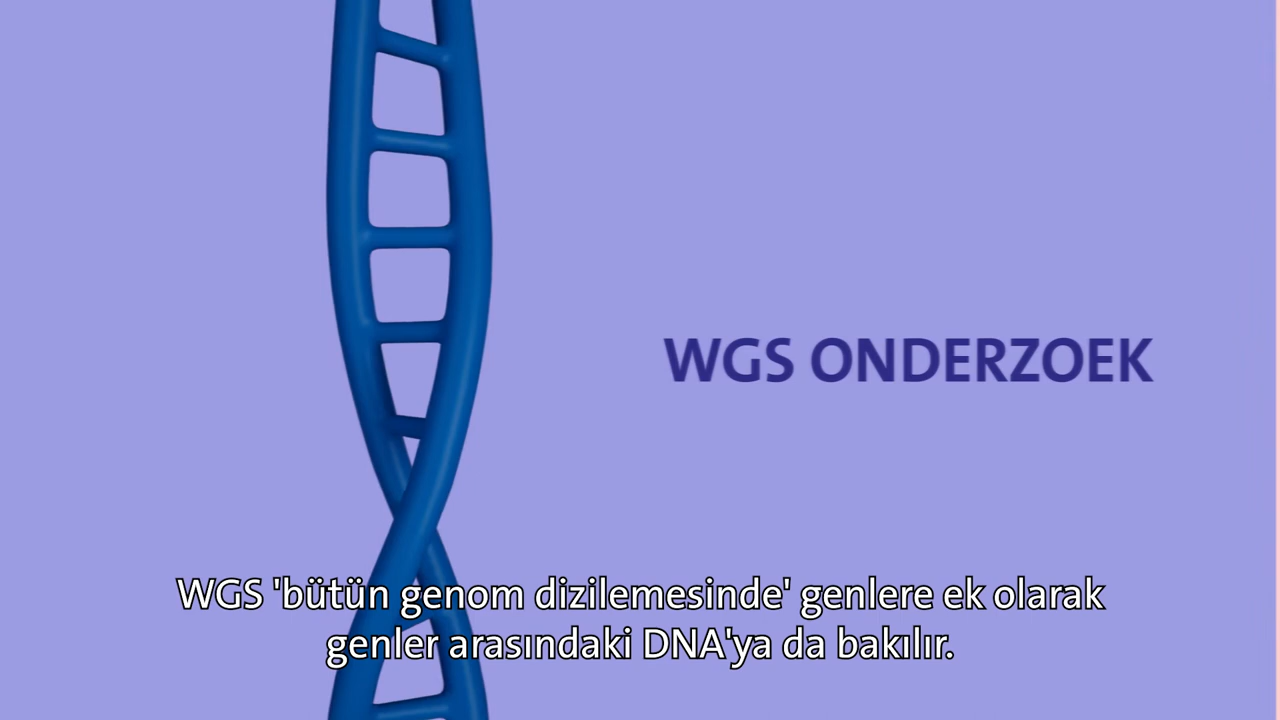 WGS ONDERZOEK
WGS 'bütün genom dizilemesinde' genlere ek olarak
genler arasındaki DNA'ya da bakılır.